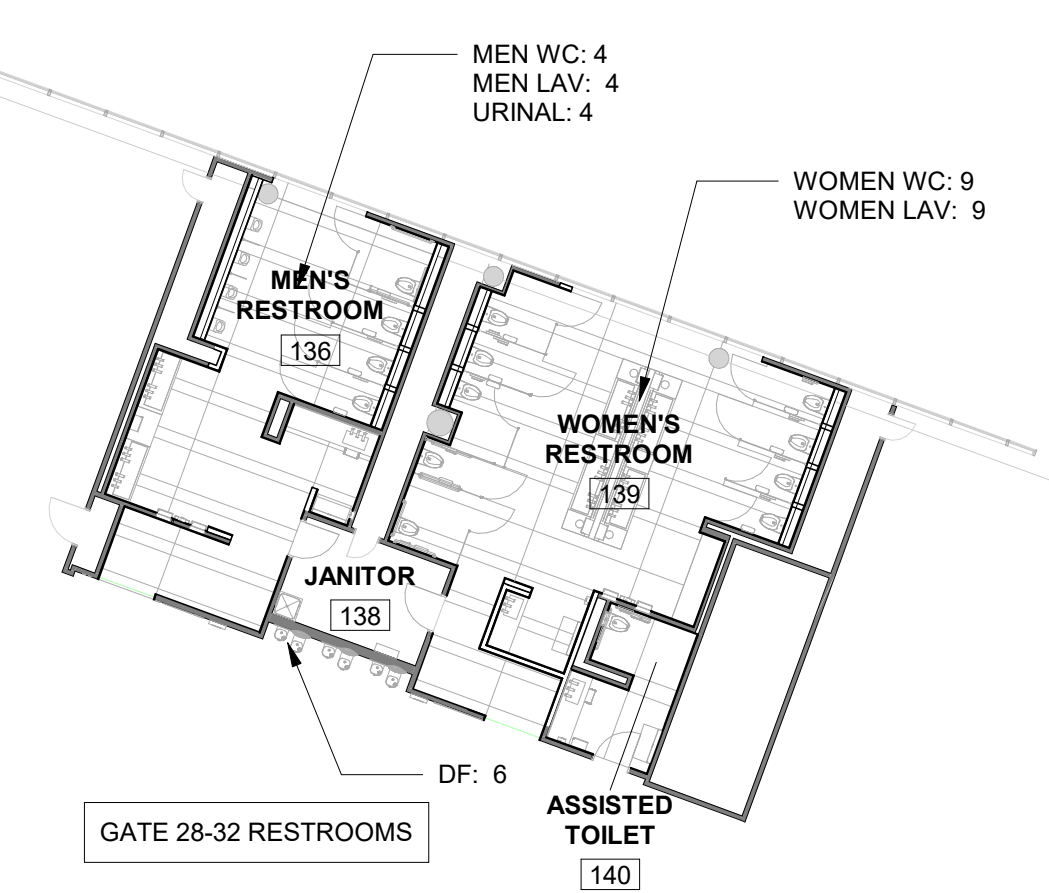 MEN WC: 4
MEN LAV:  4
URINAL: 4
WOMEN WC: 9
WOMEN LAV:  9
MEN'S
RESTROOM
136
WOMEN'S
RESTROOM
139
JANITOR
138
DF:  6
ASSISTED
TOILET
140
GATE 28-32 RESTROOMS